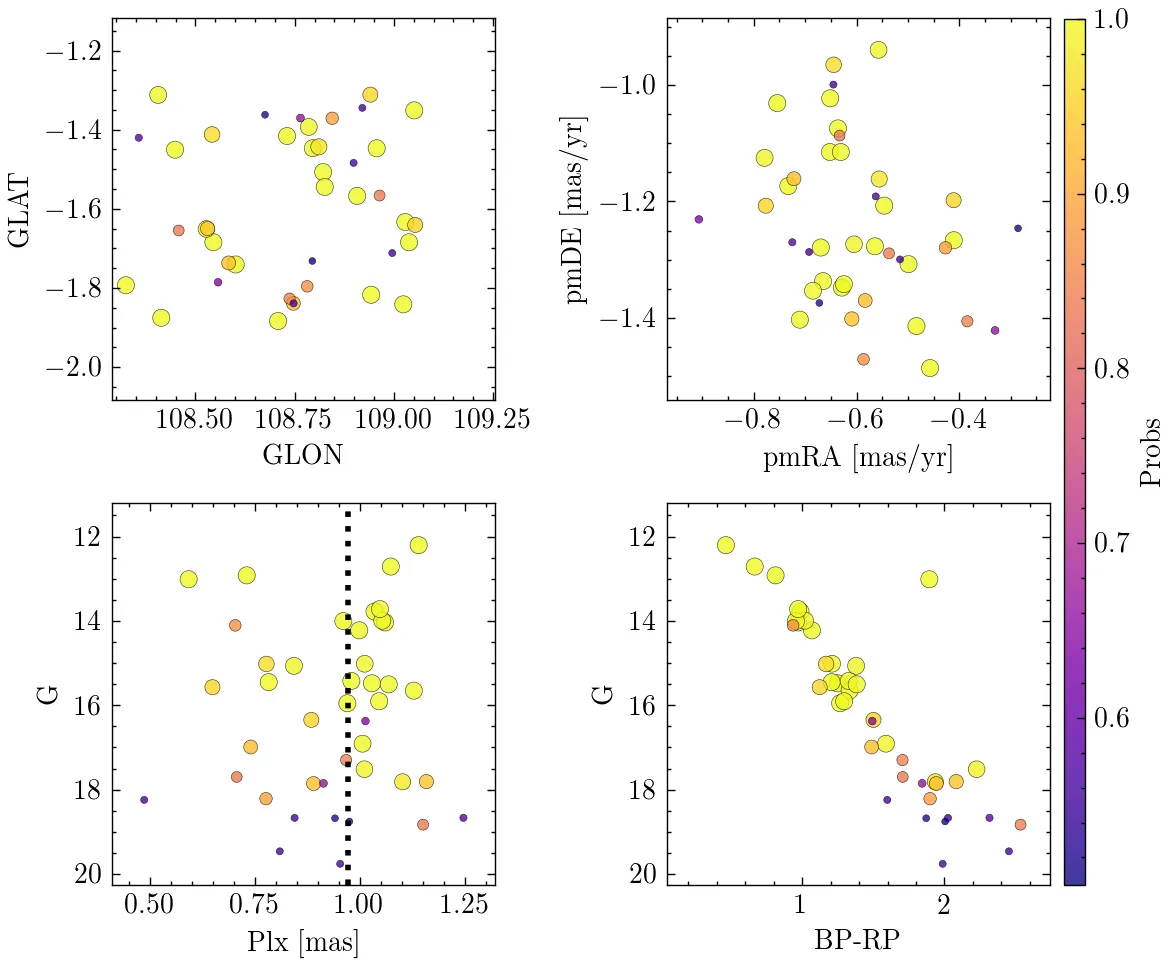 −1.2
−1.4
−1.6
−1.8
−2.0
GLAT
108.50 108.75 109.00 109.25
GLON
−1.0
−1.2
−1.4
pmDE [mas/yr]
−0.8 −0.6 −0.4
pmRA [mas/yr]
1.0
0.9
0.8
0.7
0.6
Probs
12
14
16
18
20
G
0.50 0.75 1.00 1.25
Plx [mas]
12
14
16
18
20
G
1 2
BP-RP